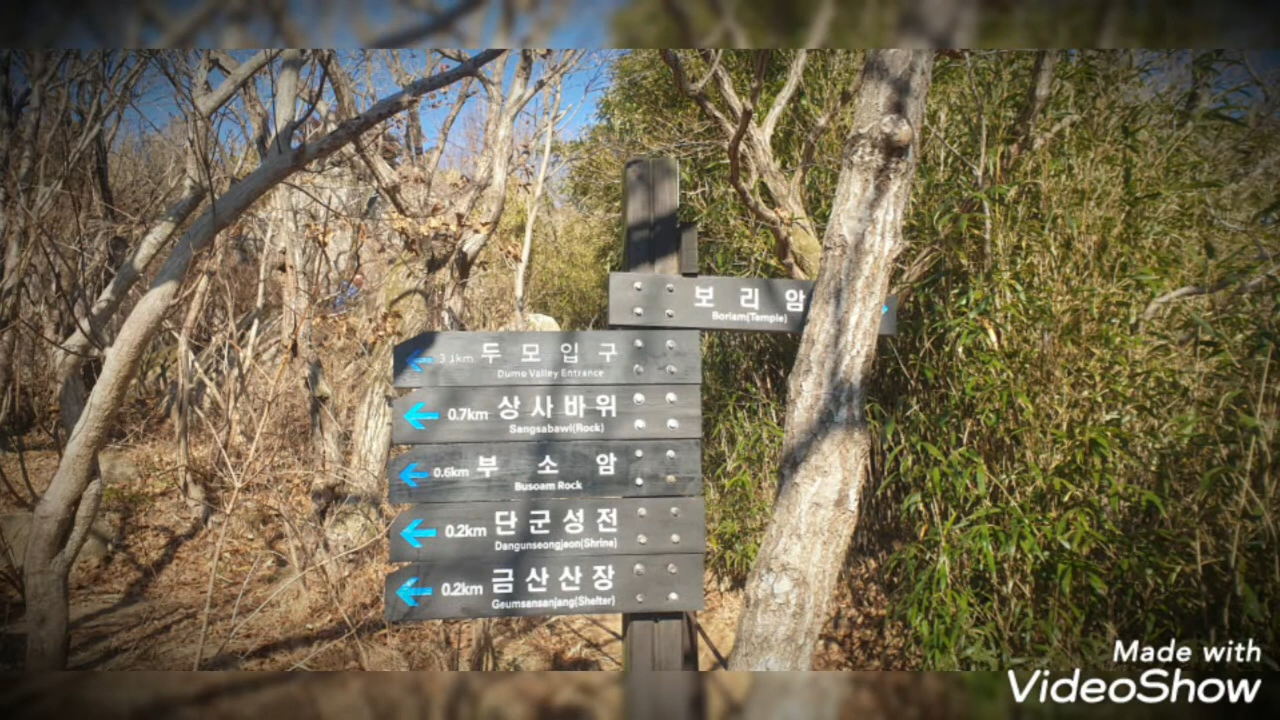 보 리 암
Boriam(Temple)
3.1km 두 모 입 구
Dumo Valley Entrance
0.7km 상 사 바 위
Sangsabawi(Rock)
0.6km 부 소 암
Busoam Rock
0.2km 단 군 성 전
Dangunseongjeon(Shrine)
0.2km 금 산 산 장
Geumsansanjang(Shelter)
Made with
VideoShow